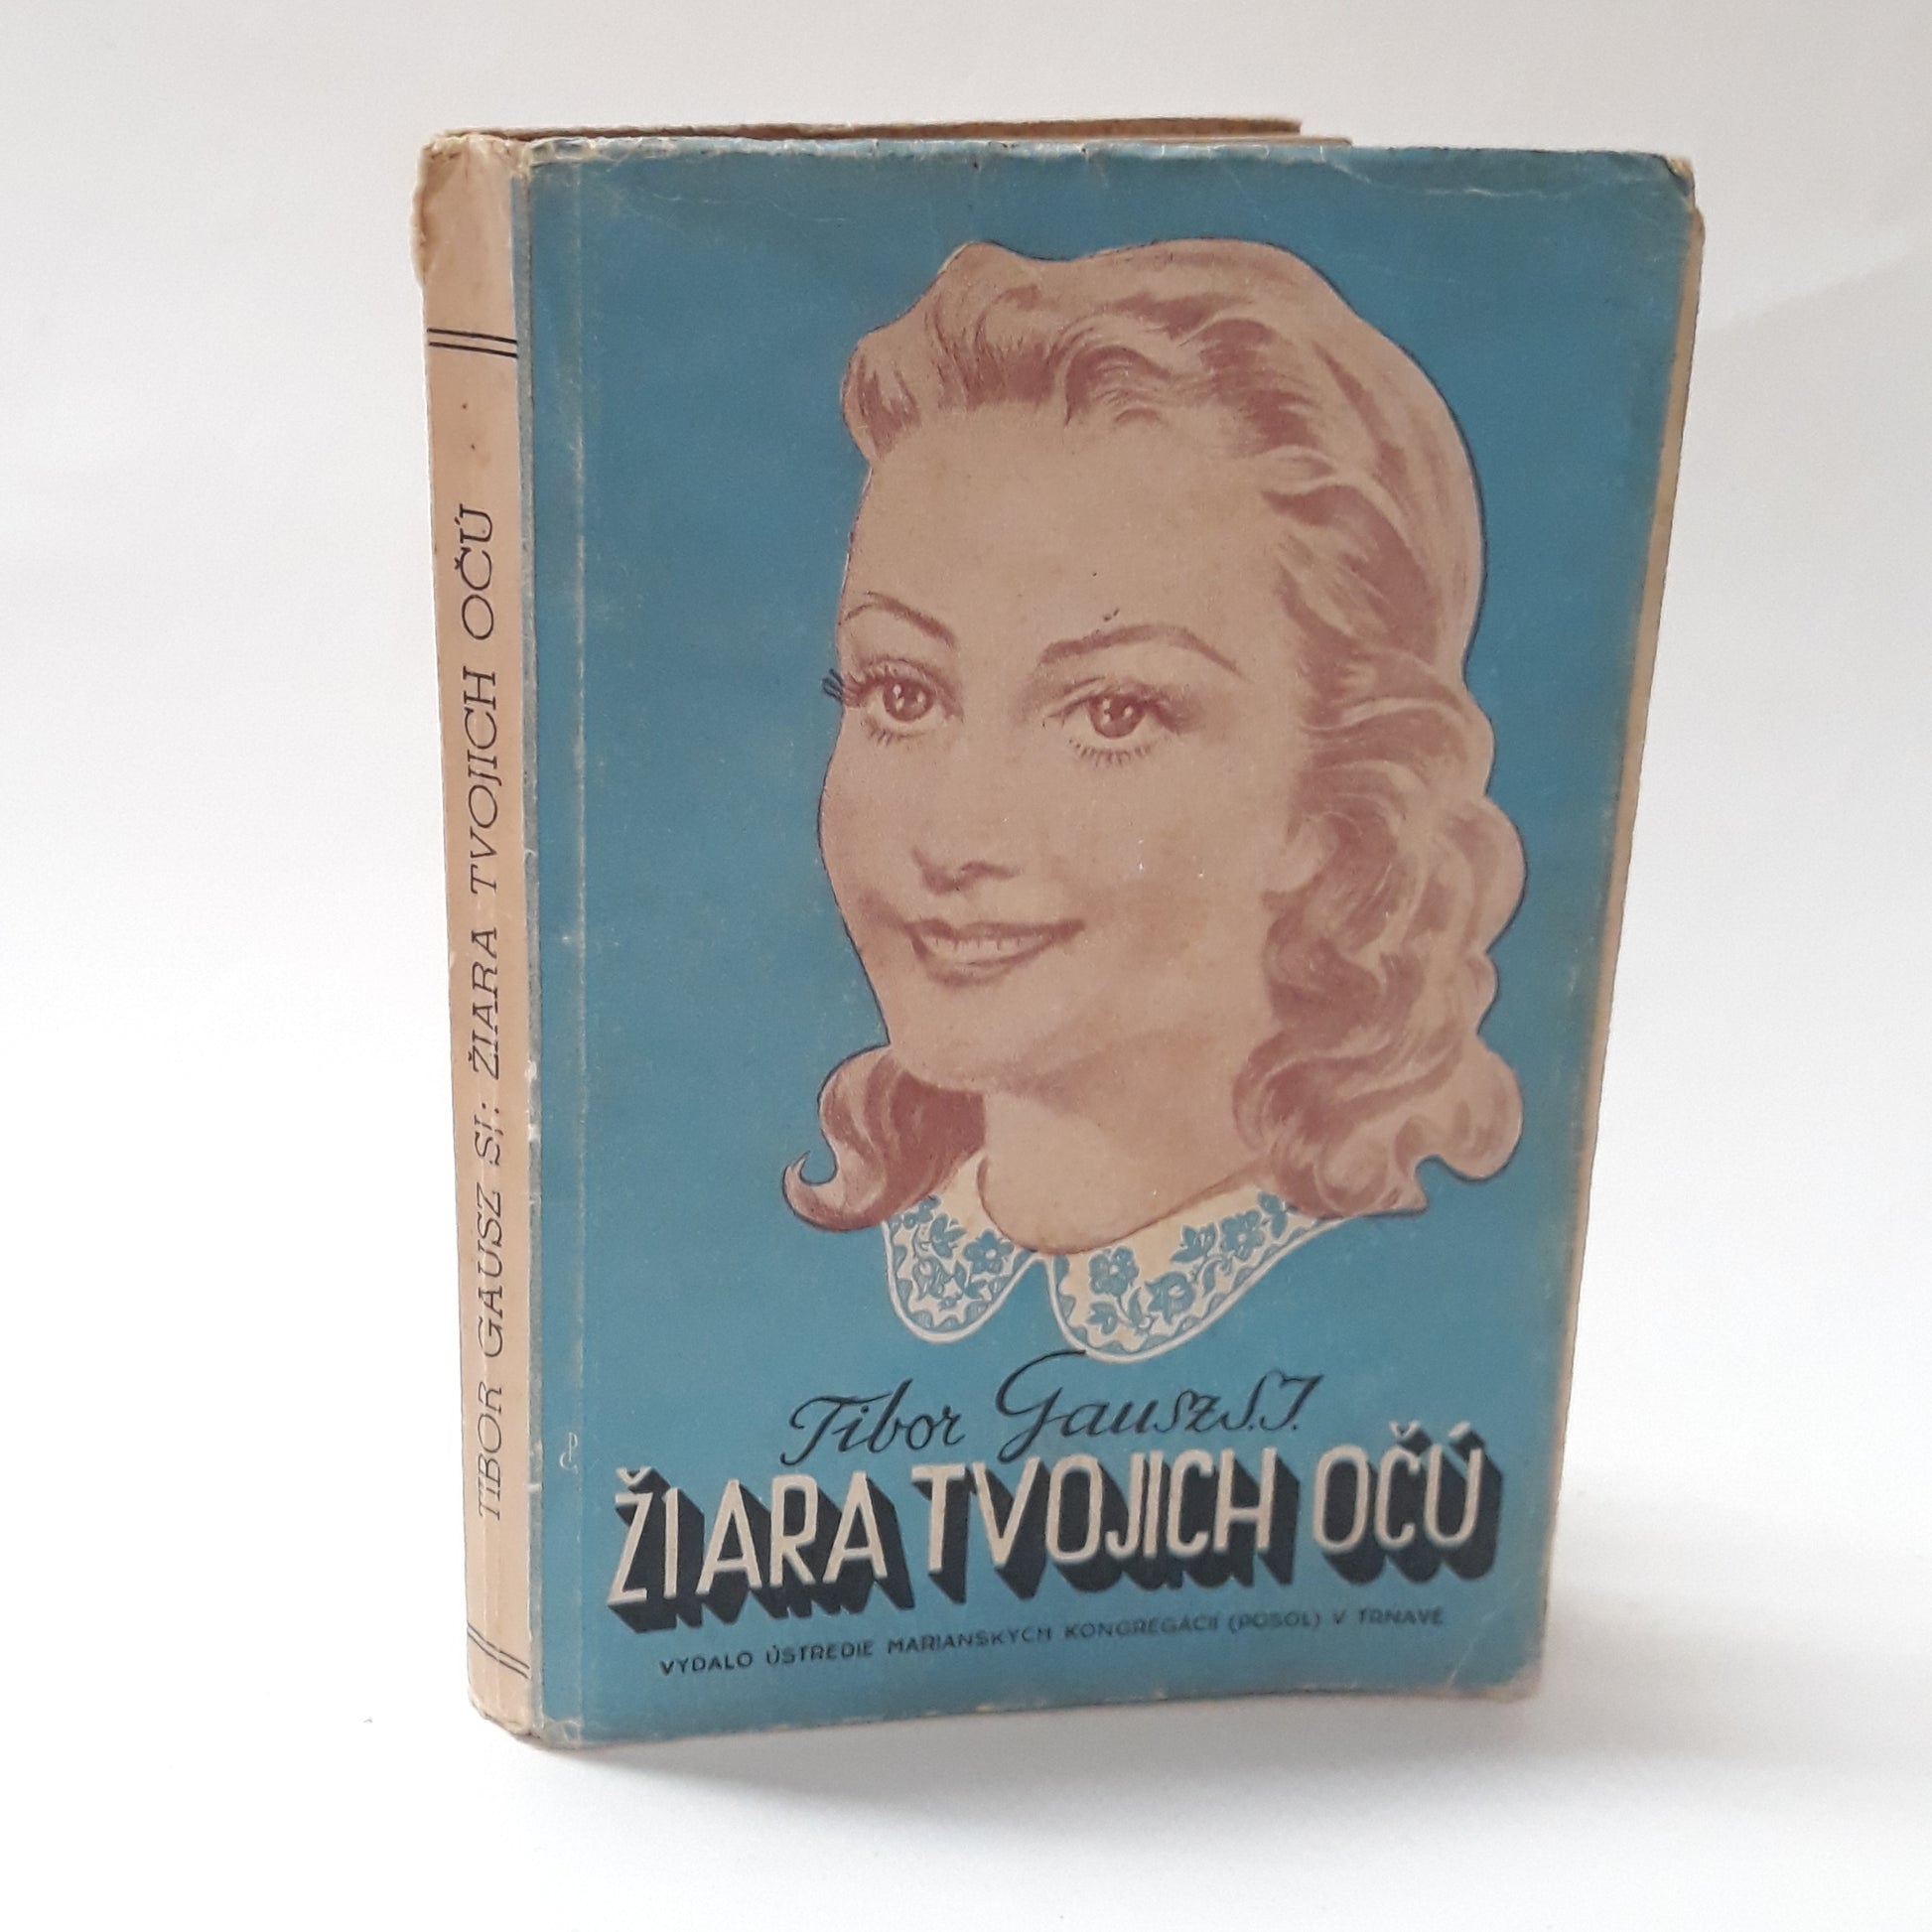 TIBOR GAUSZ SJ: ŽIARA TVOJICH OČÚ
Tibor Gausz S.J.
ŽIARA TVOJICH OČÚ
VYDALO ÚSTREDIE MARIANSKYCH KONGREGÁCIÍ (POSOL) V TRNAVE